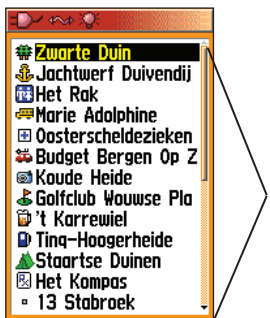 Zwarte Duin
Jachtwerf Duivendij
Het Rak
Marie Adolphine
Oosterscheldezieken
Budget Bergen Op Z
Koude Heide
Golfclub Wouwse Pla
't Karrewiel
Tinq-Hoogerheide
Staartse Duinen
Het Kompas
13 Stabroek